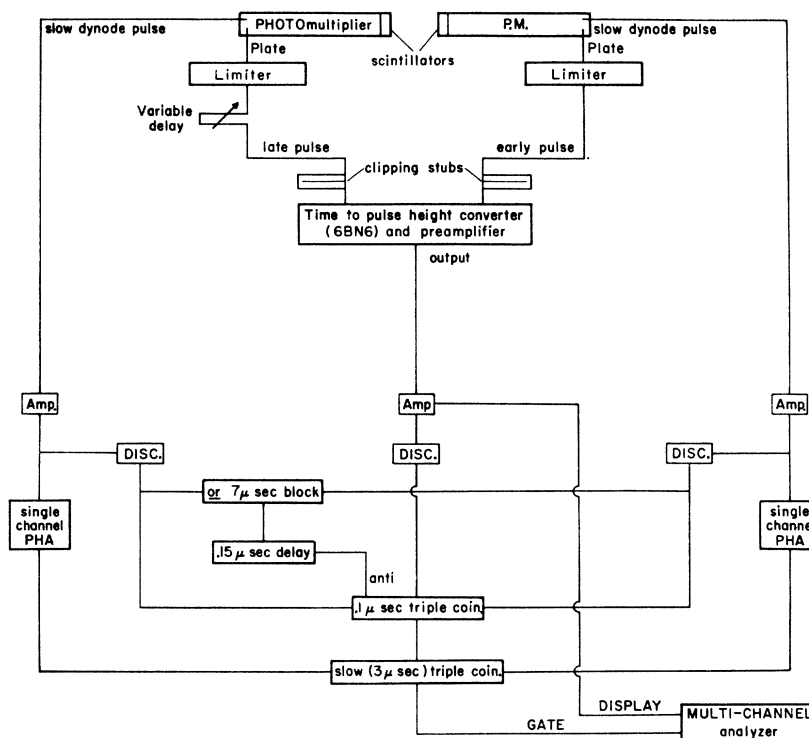 slow dynode pulse
PHOTOmultiplier
P.M.
slow dynode pulse
Plate
scintillators
Plate
Limiter
Limiter
Variable
delay
late pulse
early pulse
clipping stubs
Time to pulse height converter
(6BN6) and preamplifier
output
Amp.
Amp
Amp.
DISC.
DISC.
DISC.
or 7μ sec block
single
channel
PHA
single
channel
PHA
.15μ sec delay
anti
.1μ sec triple coin.
slow (3μ sec) triple coin.
DISPLAY
GATE
MULTI-CHANNEL
analyzer